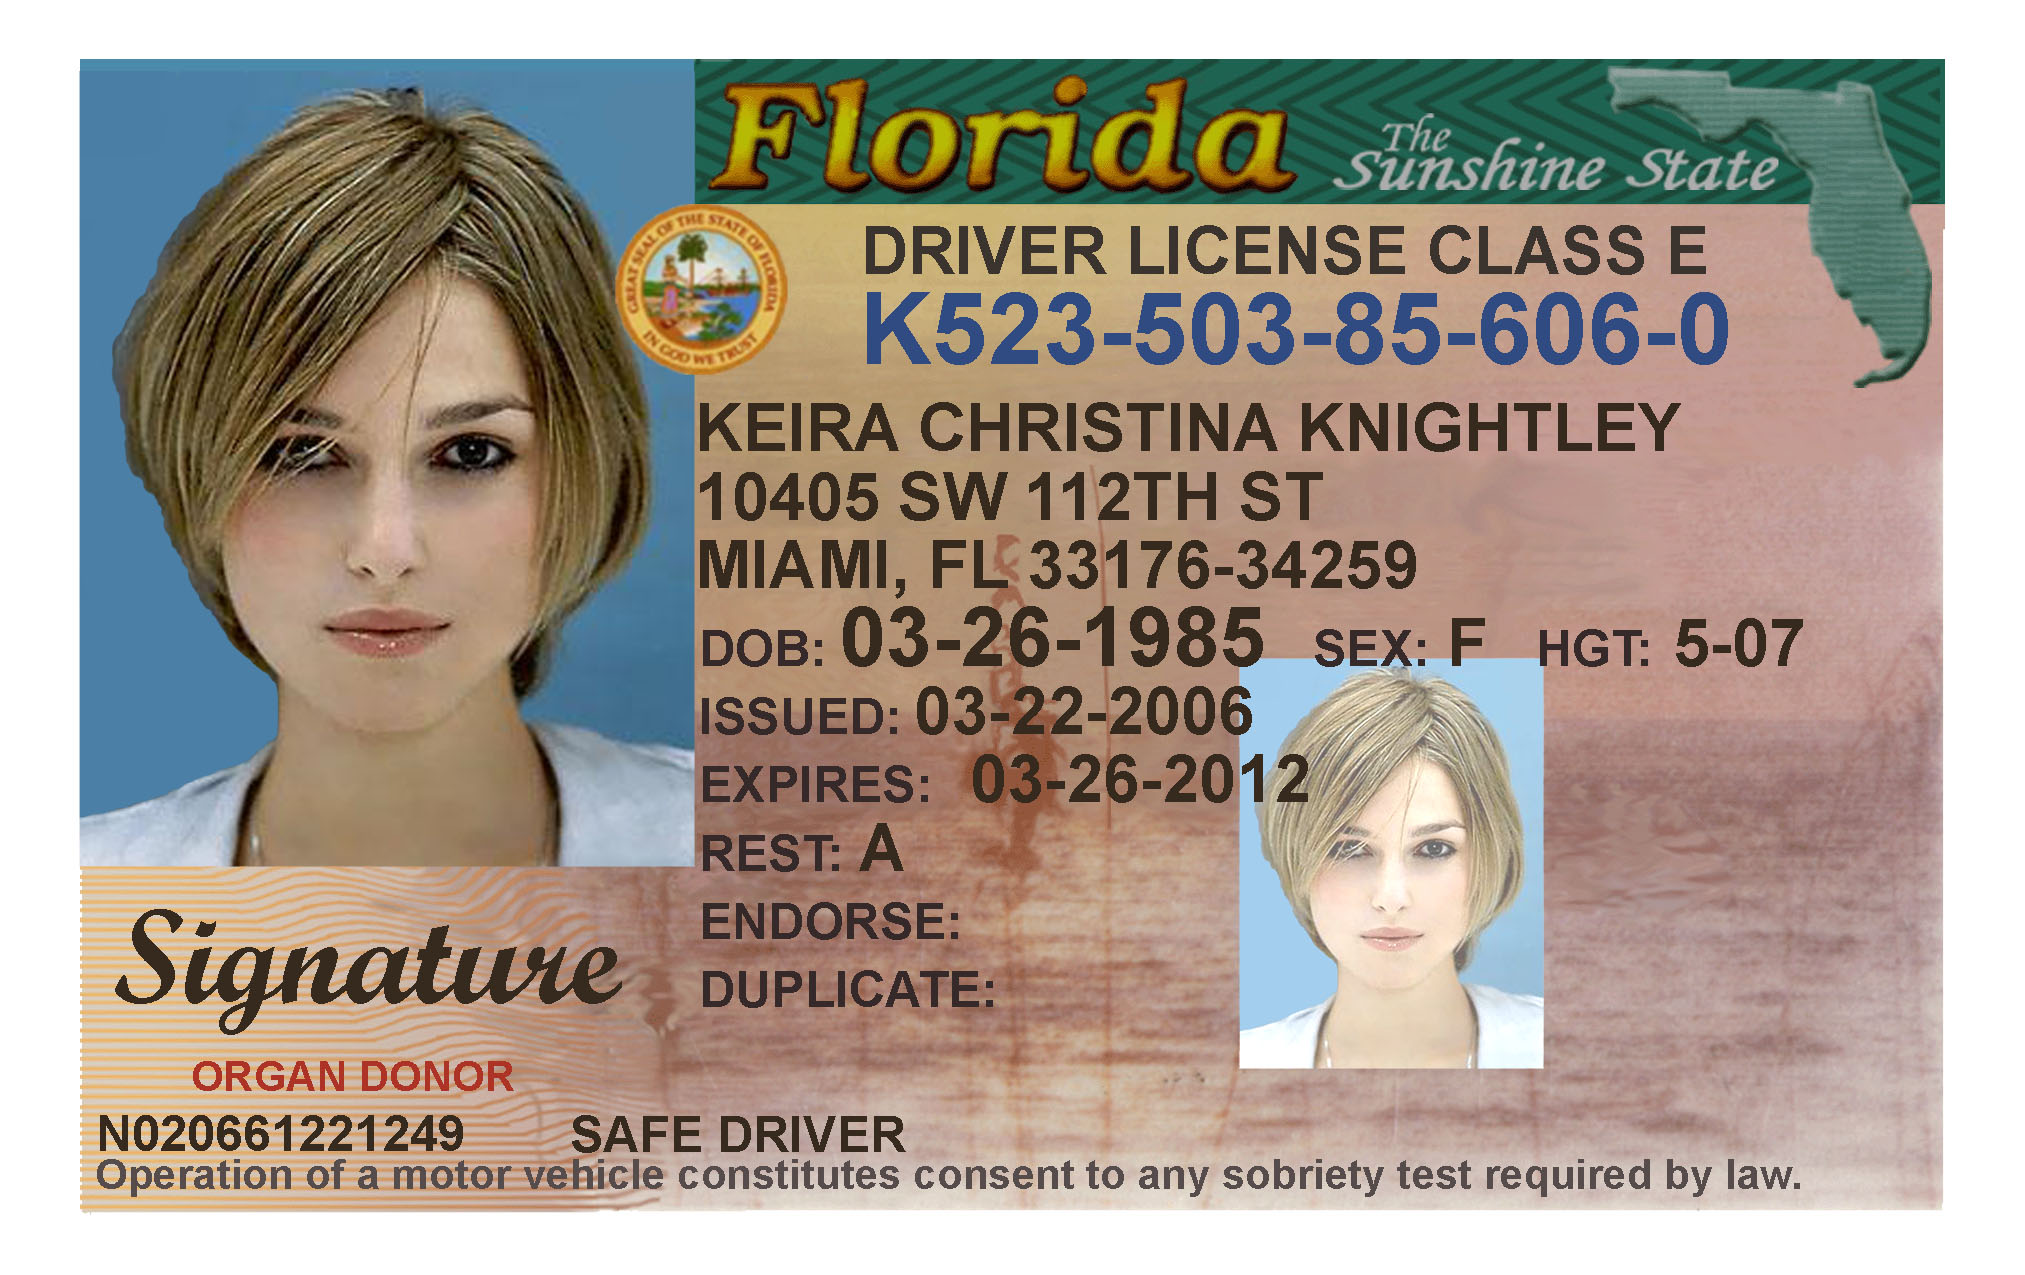 Florida
The
Sunshine State
GREAT SEAL OF THE STATE OF FLORIDA
IN GOD WE TRUST
DRIVER LICENSE CLASS E
K523-503-85-606-0
KEIRA CHRISTINA KNIGHTLEY
10405 SW 112TH ST
MIAMI, FL 33176-34259
DOB: 03-26-1985 SEX: F HGT: 5-07
ISSUED: 03-22-2006
EXPIRES: 03-26-2012
REST: A
ENDORSE:
DUPLICATE:
Signature
ORGAN DONOR
N020661221249 SAFE DRIVER
Operation of a motor vehicle constitutes consent to any sobriety test required by law.